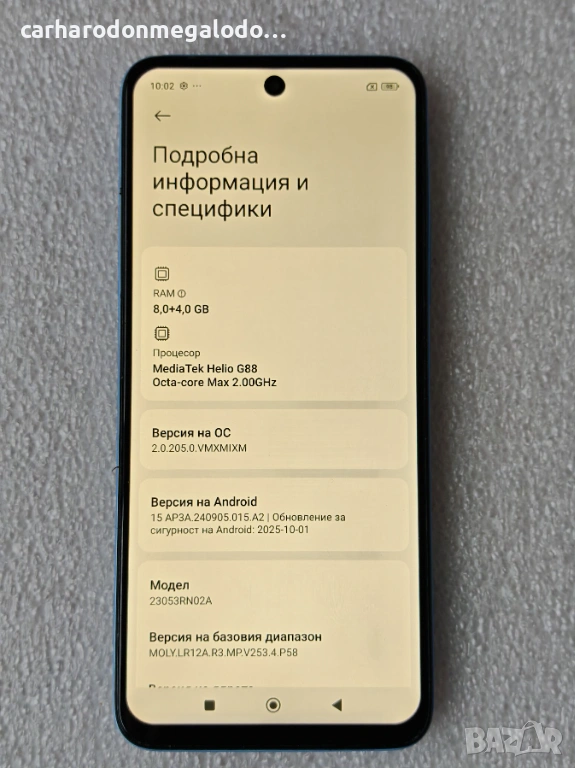 carharodonmegalodo...
10:02
Подробна
информация и
специфики
RAM
8,0+4,0 GB
Процесор
MediaTek Helio G88
Octa-core Max 2.00GHz
Версия на ОС
2.0.205.0.VMXMIXM
Версия на Android
15 AP3A.240905.015.A2 | Обновление за
сигурност на Android: 2025-10-01
Модел
23053RN02A
Версия на базовия диапазон
MOLY.LR12A.R3.MP.V253.4.P58
BAZAR.bg